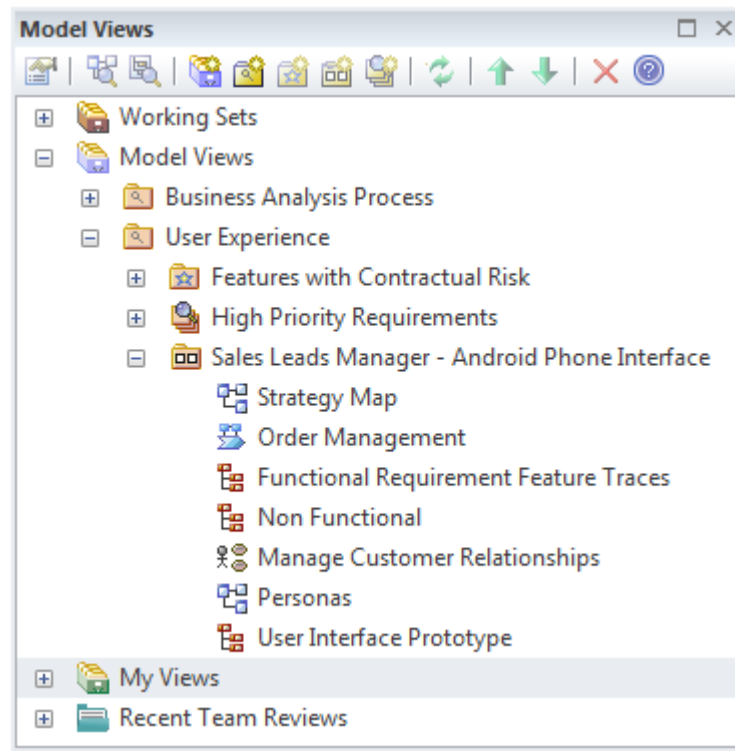 Model Views
Working Sets
Model Views
Business Analysis Process
User Experience
Features with Contractual Risk
High Priority Requirements
Sales Leads Manager - Android Phone Interface
Strategy Map
Order Management
Functional Requirement Feature Traces
Non Functional
Manage Customer Relationships
Personas
User Interface Prototype
My Views
Recent Team Reviews